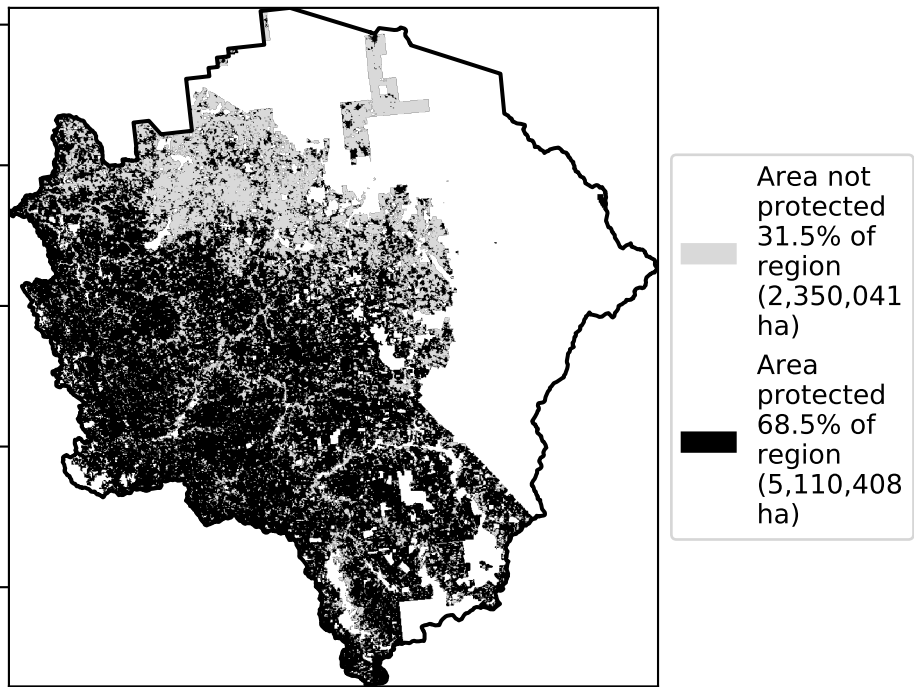 Area not
protected
31.5% of
region
(2,350,041
ha)
Area
protected
68.5% of
region
(5,110,408
ha)